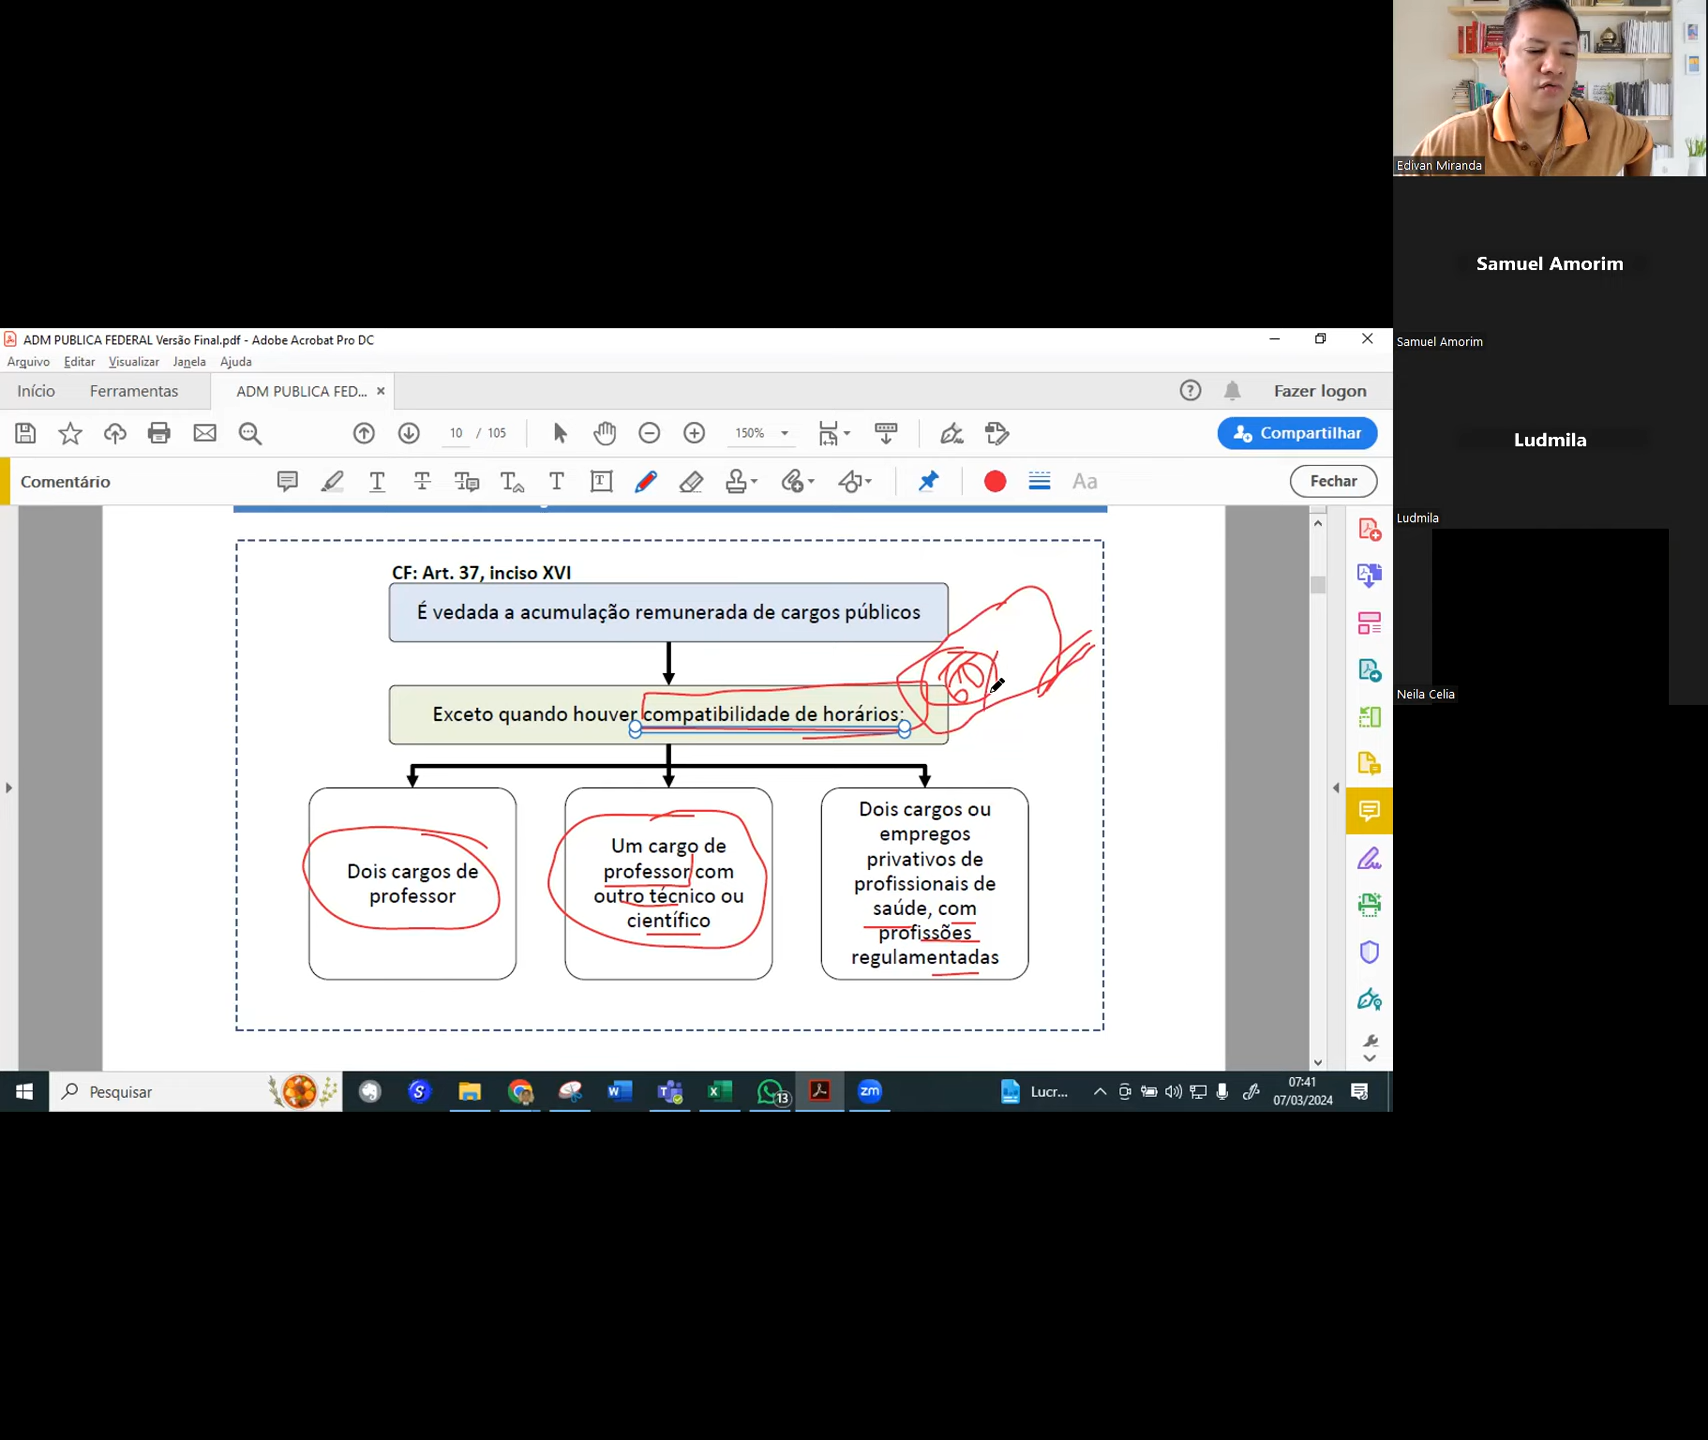 Edivan Miranda
Samuel Amorim
Samuel Amorim
Ludmila
Ludmila
Neila Celia
ADM PUBLICA FEDERAL Versão Final.pdf - Adobe Acrobat Pro DC
Arquivo Editar Visualizar Janela Ajuda
Início Ferramentas ADM PUBLICA FED... × Fazer logon
10 / 105 150% Compartilhar
Comentário T T T T T T Aa Fechar
CF: Art. 37, inciso XVI
É vedada a acumulação remunerada de cargos públicos
Exceto quando houver compatibilidade de horários:
Dois cargos de
professor
Um cargo de
professor com
outro técnico ou
científico
Dois cargos ou
empregos
privativos de
profissionais de
saúde, com
profissões
regulamentadas
Pesquisar
13
zm
Lucr...
07:41
07/03/2024